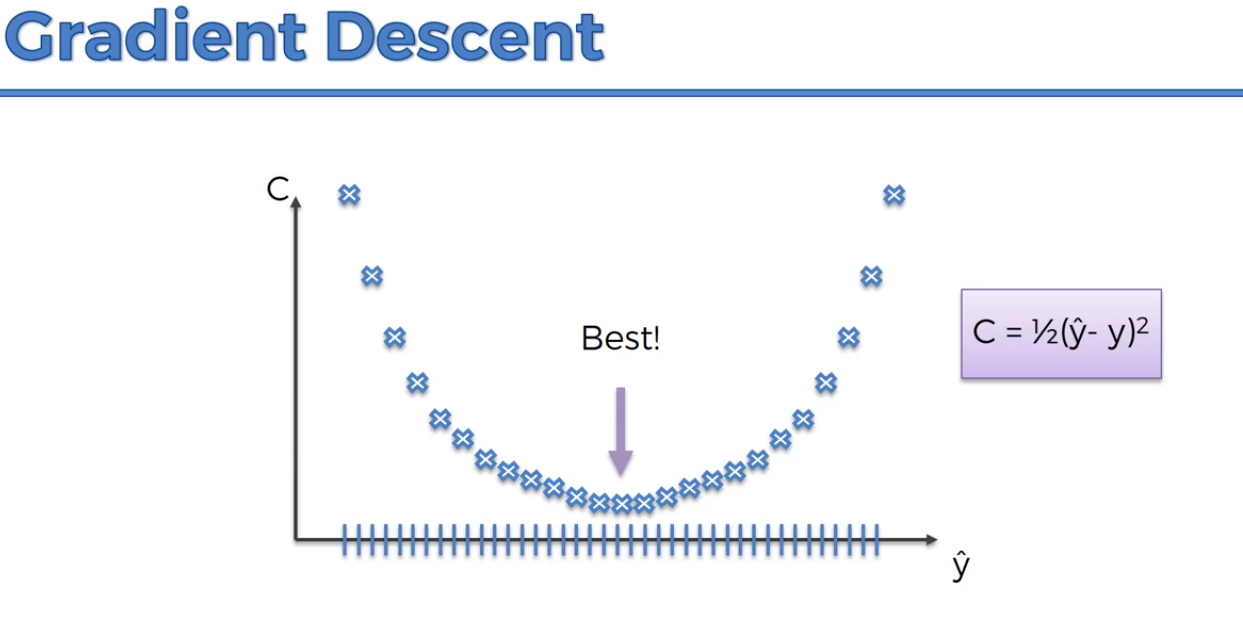 Gradient Descent
C
Best!
C = ½(ŷ- y)²
ŷ